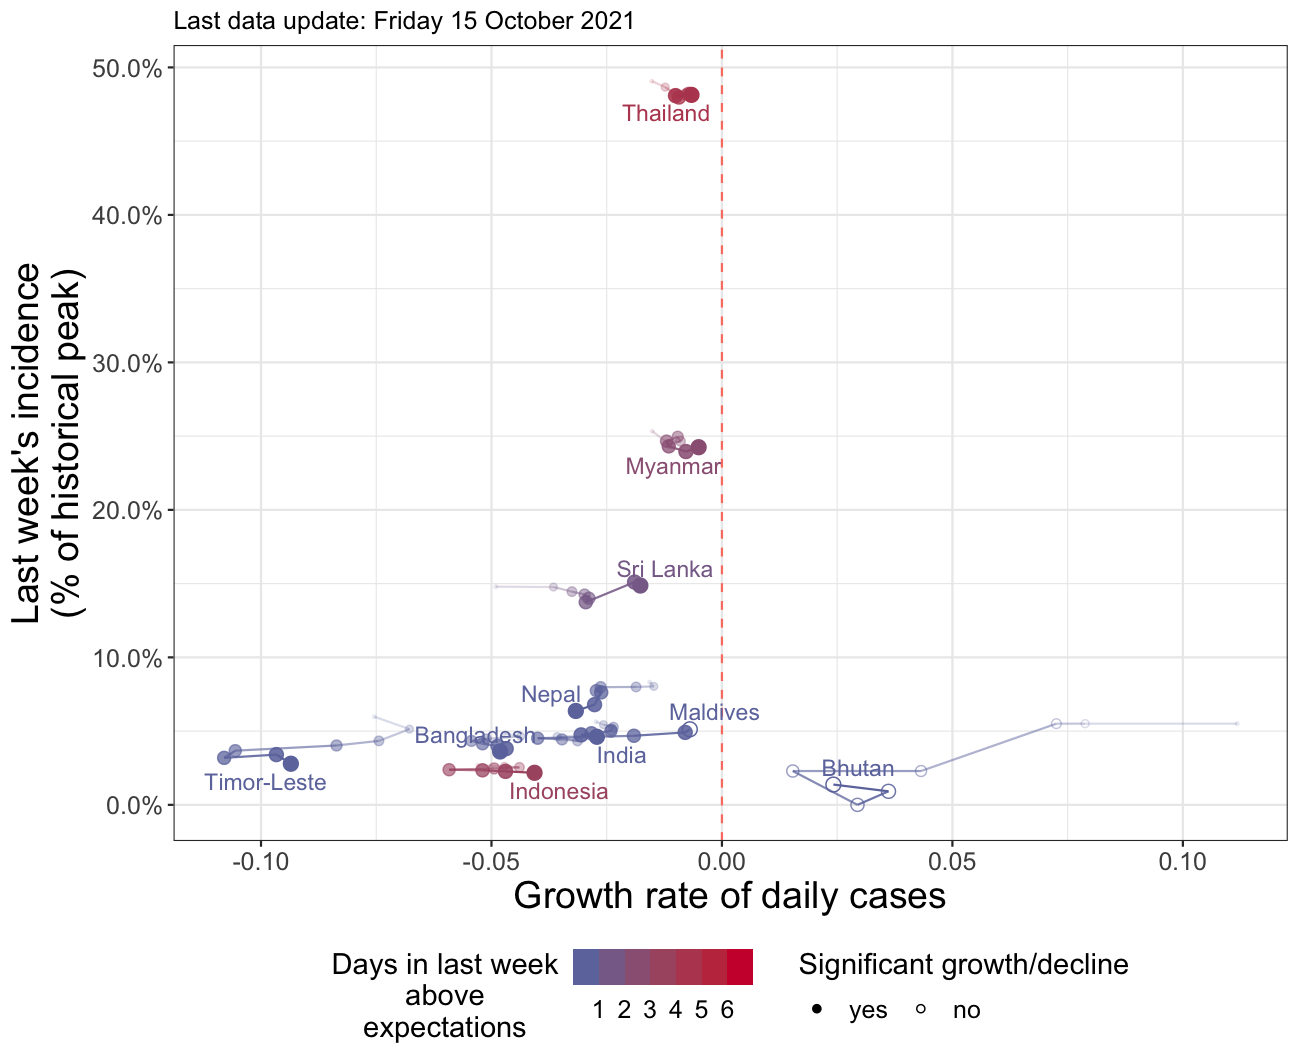 Last data update: Friday 15 October 2021
50.0%
40.0%
30.0%
20.0%
10.0%
0.0%
Last week's incidence
(% of historical peak)
Thailand
Myanmar
Sri Lanka
Nepal
Maldives
Bangladesh
India
Timor-Leste
Indonesia
Bhutan
-0.10
-0.05
0.00
0.05
0.10
Growth rate of daily cases
Days in last week
above
expectations
1 2 3 4 5 6
Significant growth/decline
yes
no